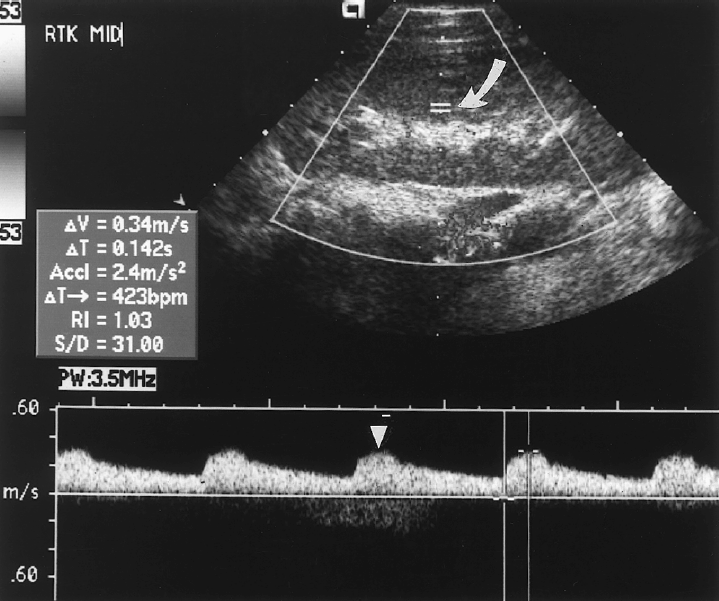 53
RTK MID
53
ΔV = 0.34m/s
ΔT = 0.142s
Accl = 2.4m/s²
ΔT→ = 423bpm
RI = 1.03
S/D = 31.00
PW:3.5MHz
.60
m/s
.60